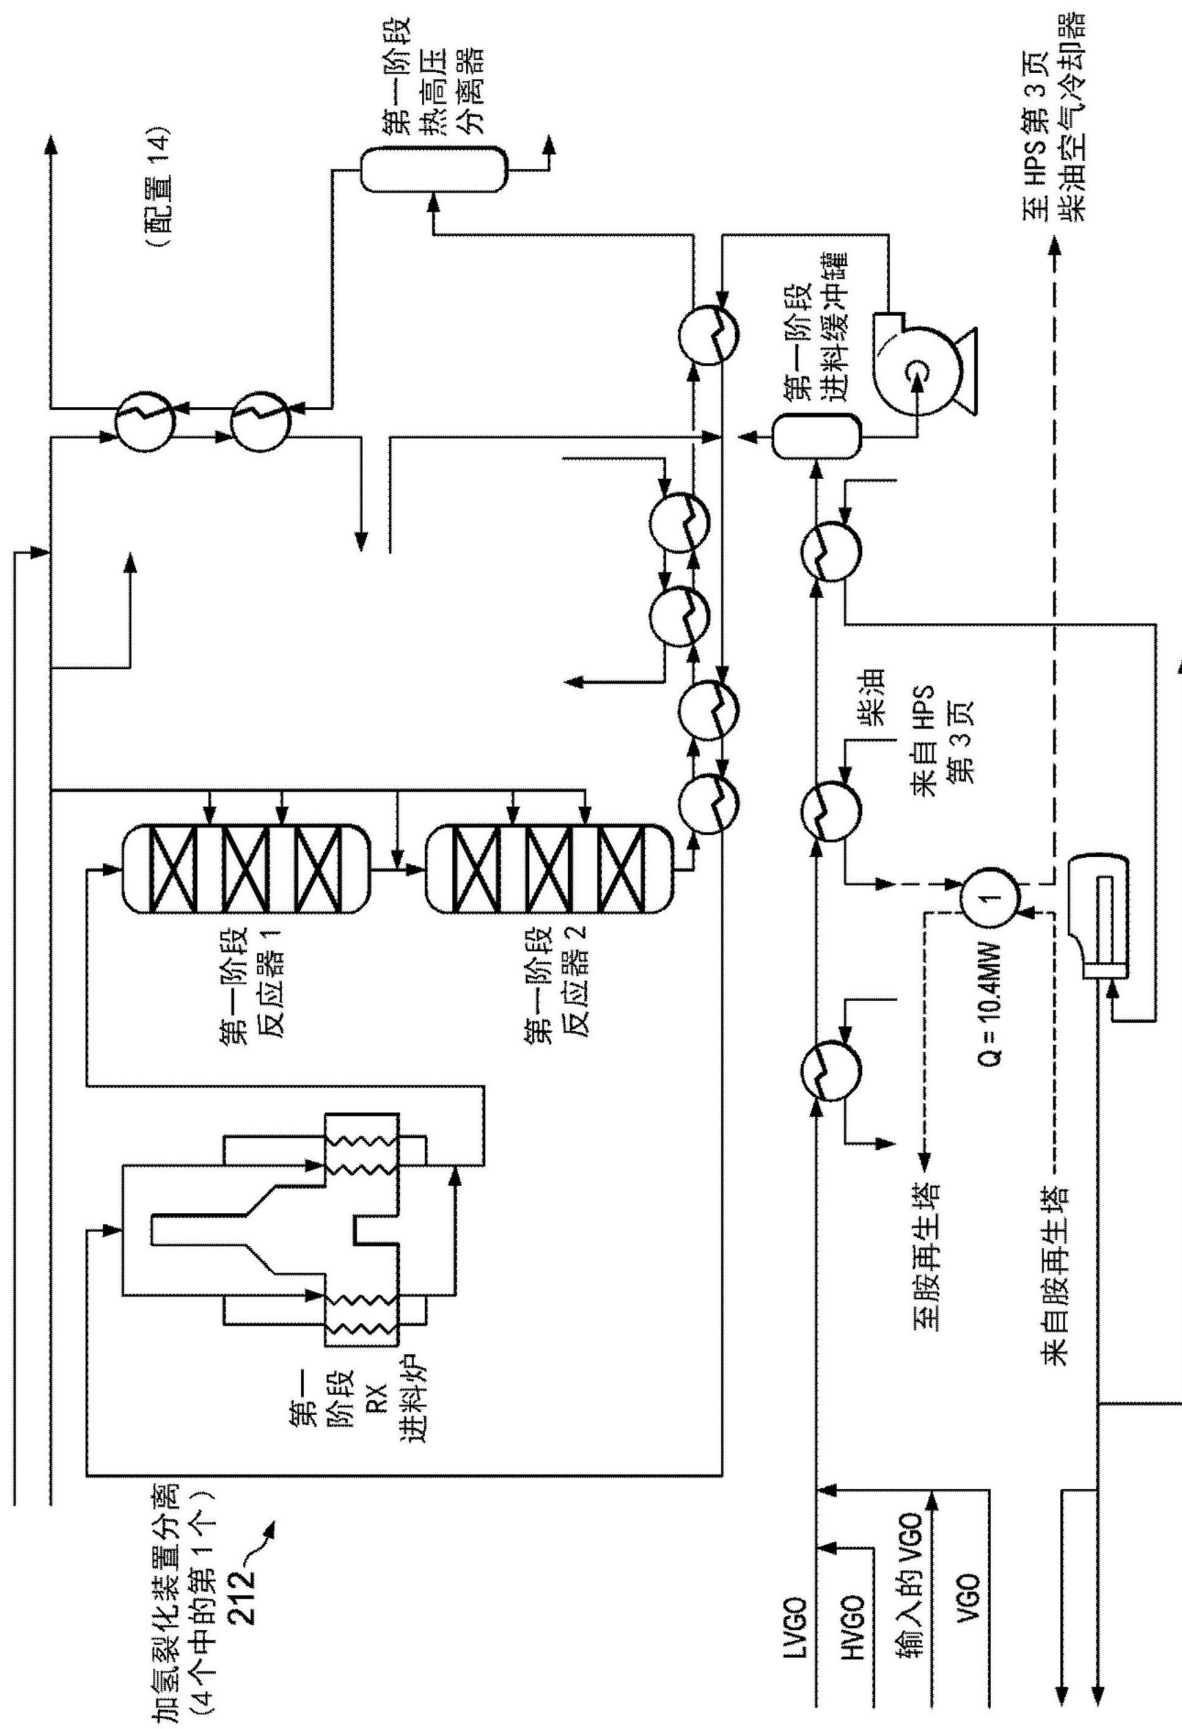 加氢裂化装置分离
(4个中的第1个)
212
(配置 14)
第一
阶段
RX
进料炉
第一阶段
反应器 1
第一阶段
反应器 2
第一阶段
热高压
分离器
第一阶段
进料缓冲罐
LVGO
HVGO
输入的 VGO
VGO
柴油
来自 HPS
第 3 页
1
Q = 10.4MW
至胺再生塔
来自胺再生塔
至 HPS 第 3 页
柴油空气冷却器